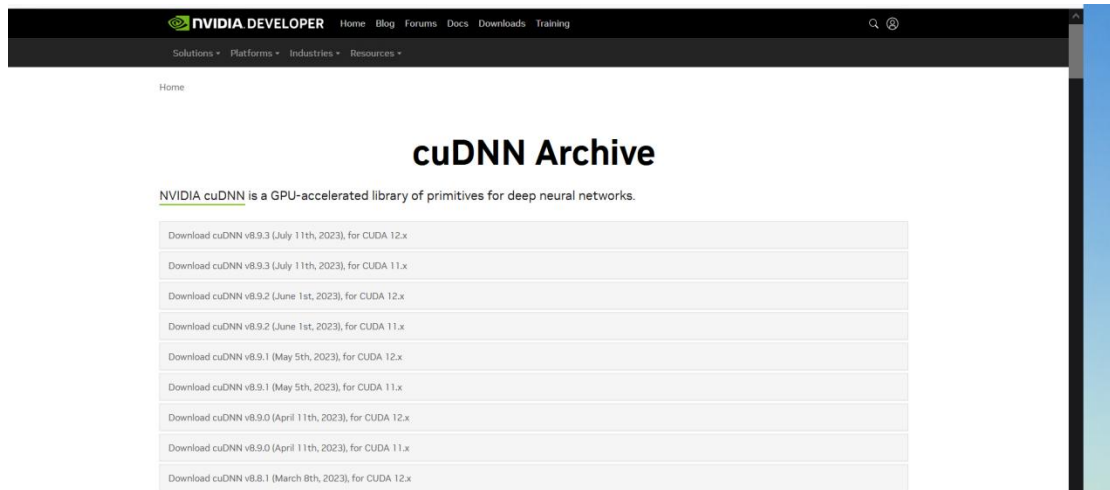 NVIDIA. DEVELOPER Home Blog Forums Docs Downloads Training
Solutions Platforms Industries Resources
Home
cuDNN Archive
NVIDIA cuDNN is a GPU-accelerated library of primitives for deep neural networks.
Download cuDNN v8.9.3 (July 11th, 2023), for CUDA 12.x
Download cuDNN v8.9.3 (July 11th, 2023), for CUDA 11.x
Download cuDNN v8.9.2 (June 1st, 2023), for CUDA 12.x
Download cuDNN v8.9.2 (June 1st, 2023), for CUDA 11.x
Download cuDNN v8.9.1 (May 5th, 2023), for CUDA 12.x
Download cuDNN v8.9.1 (May 5th, 2023), for CUDA 11.x
Download cuDNN v8.9.0 (April 11th, 2023), for CUDA 12.x
Download cuDNN v8.9.0 (April 11th, 2023), for CUDA 11.x
Download cuDNN v8.8.1 (March 8th, 2023), for CUDA 12.x